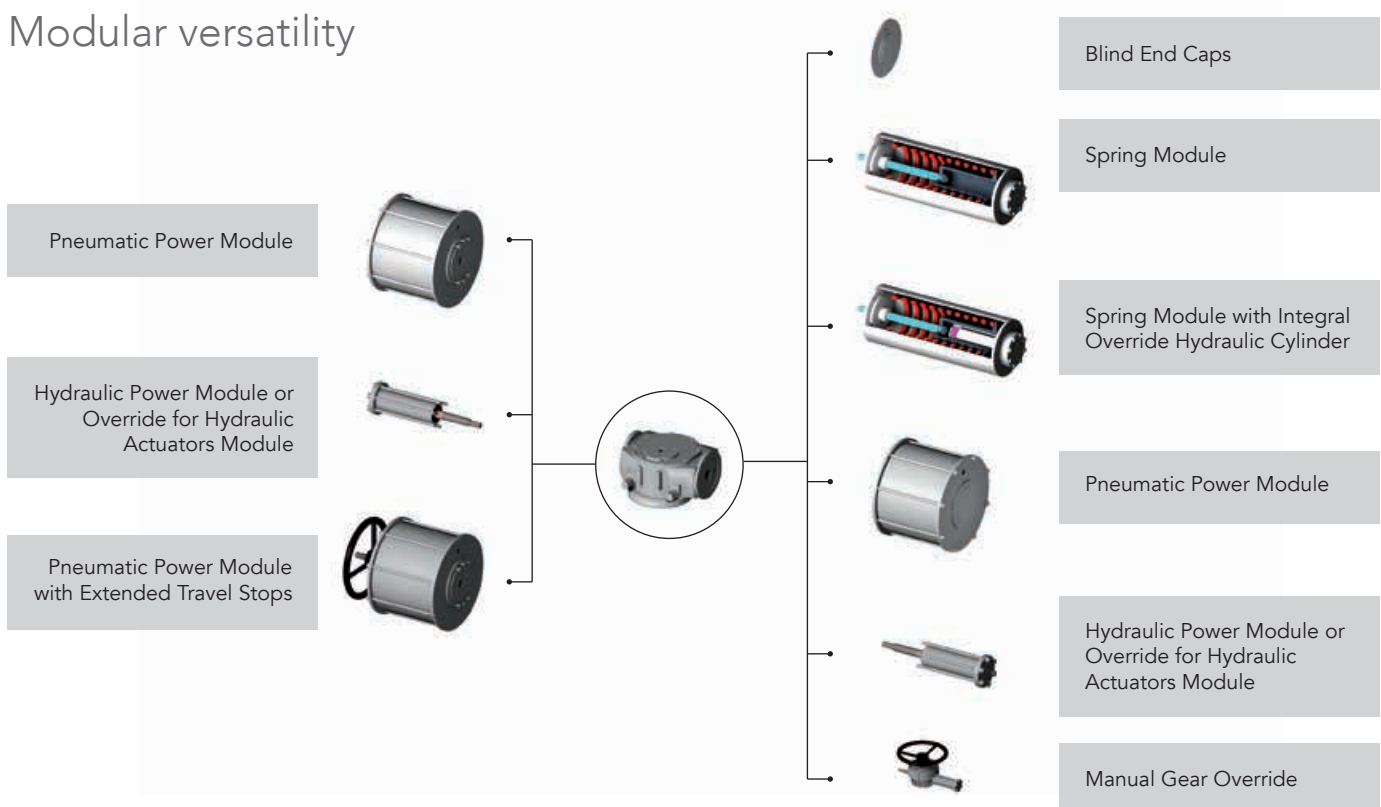 Modular versatility
Pneumatic Power Module
Hydraulic Power Module or
Override for Hydraulic
Actuators Module
Pneumatic Power Module
with Extended Travel Stops
Blind End Caps
Spring Module
Spring Module with Integral
Override Hydraulic Cylinder
Pneumatic Power Module
Hydraulic Power Module or
Override for Hydraulic
Actuators Module
Manual Gear Override